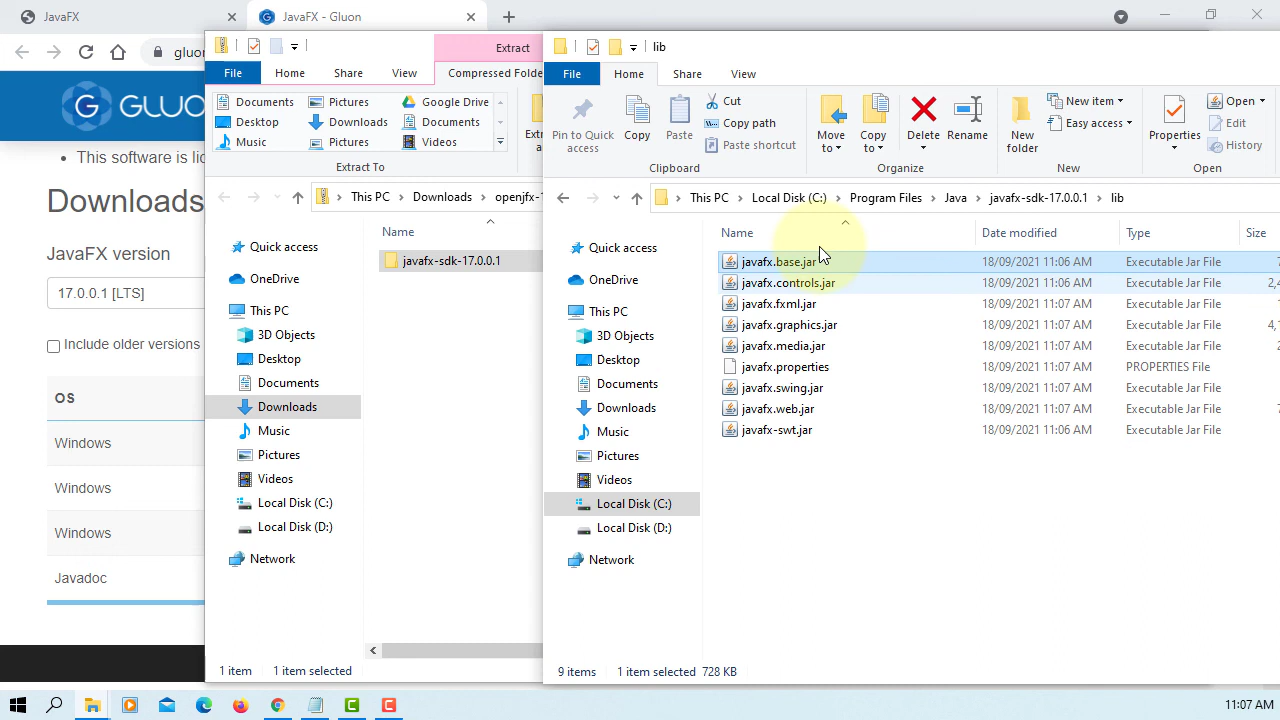 JavaFX
JavaFX - Gluon
gluon
GLUON
This software is lic
Downloads
JavaFX version
17.0.0.1 [LTS]
Include older versions
OS
Windows
Windows
Windows
Javadoc
Extract
File
Home
Share
View
Compressed Folde
Documents
Pictures
Google Drive
Desktop
Downloads
Documents
Music
Pictures
Videos
Extra
Extract To
This PC
Downloads
openjfx-1
Name
javafx-sdk-17.0.0.1
Quick access
OneDrive
This PC
3D Objects
Desktop
Documents
Downloads
Music
Pictures
Videos
Local Disk (C:)
Local Disk (D:)
Network
1 item
1 item selected
lib
File
Home
Share
View
Pin to Quick
access
Copy
Paste
Cut
Copy path
Paste shortcut
Clipboard
Move
to
Copy
to
Delete
Rename
Organize
New
folder
New item
Easy access
New
Properties
Open
Edit
History
Open
This PC
Local Disk (C:)
Program Files
Java
javafx-sdk-17.0.0.1
lib
Quick access
OneDrive
This PC
3D Objects
Desktop
Documents
Downloads
Music
Pictures
Videos
Local Disk (C:)
Local Disk (D:)
Network
Name Date modified Type Size
javafx.base.jar 18/09/2021 11:06 AM Executable Jar File 7
javafx.controls.jar 18/09/2021 11:06 AM Executable Jar File 2,4
javafx.fxml.jar 18/09/2021 11:07 AM Executable Jar File
javafx.graphics.jar 18/09/2021 11:07 AM Executable Jar File 4,
javafx.media.jar 18/09/2021 11:07 AM Executable Jar File 2
javafx.properties 18/09/2021 11:07 AM PROPERTIES File
javafx.swing.jar 18/09/2021 11:07 AM Executable Jar File
javafx.web.jar 18/09/2021 11:07 AM Executable Jar File
javafx-swt.jar 18/09/2021 11:06 AM Executable Jar File
9 items
1 item selected 728 KB
11:07 AM